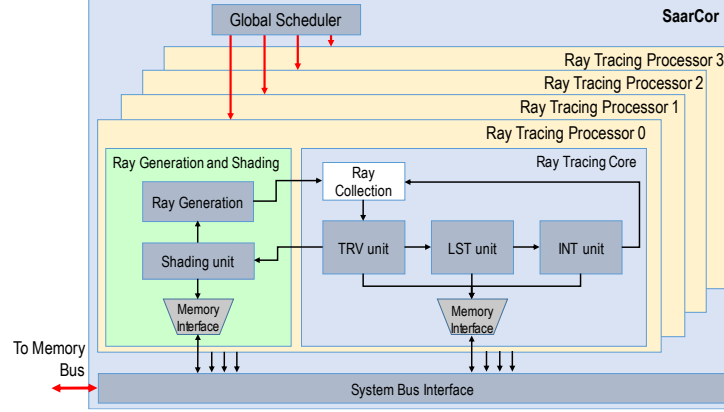 SaarCor
Global Scheduler
Ray Tracing Processor 3
Ray Tracing Processor 2
Ray Tracing Processor 1
Ray Tracing Processor 0
Ray Generation and Shading
Ray Tracing Core
Ray
Collection
Ray Generation
TRV unit
LST unit
INT unit
Shading unit
Memory
Interface
Memory
Interface
To Memory
Bus
System Bus Interface